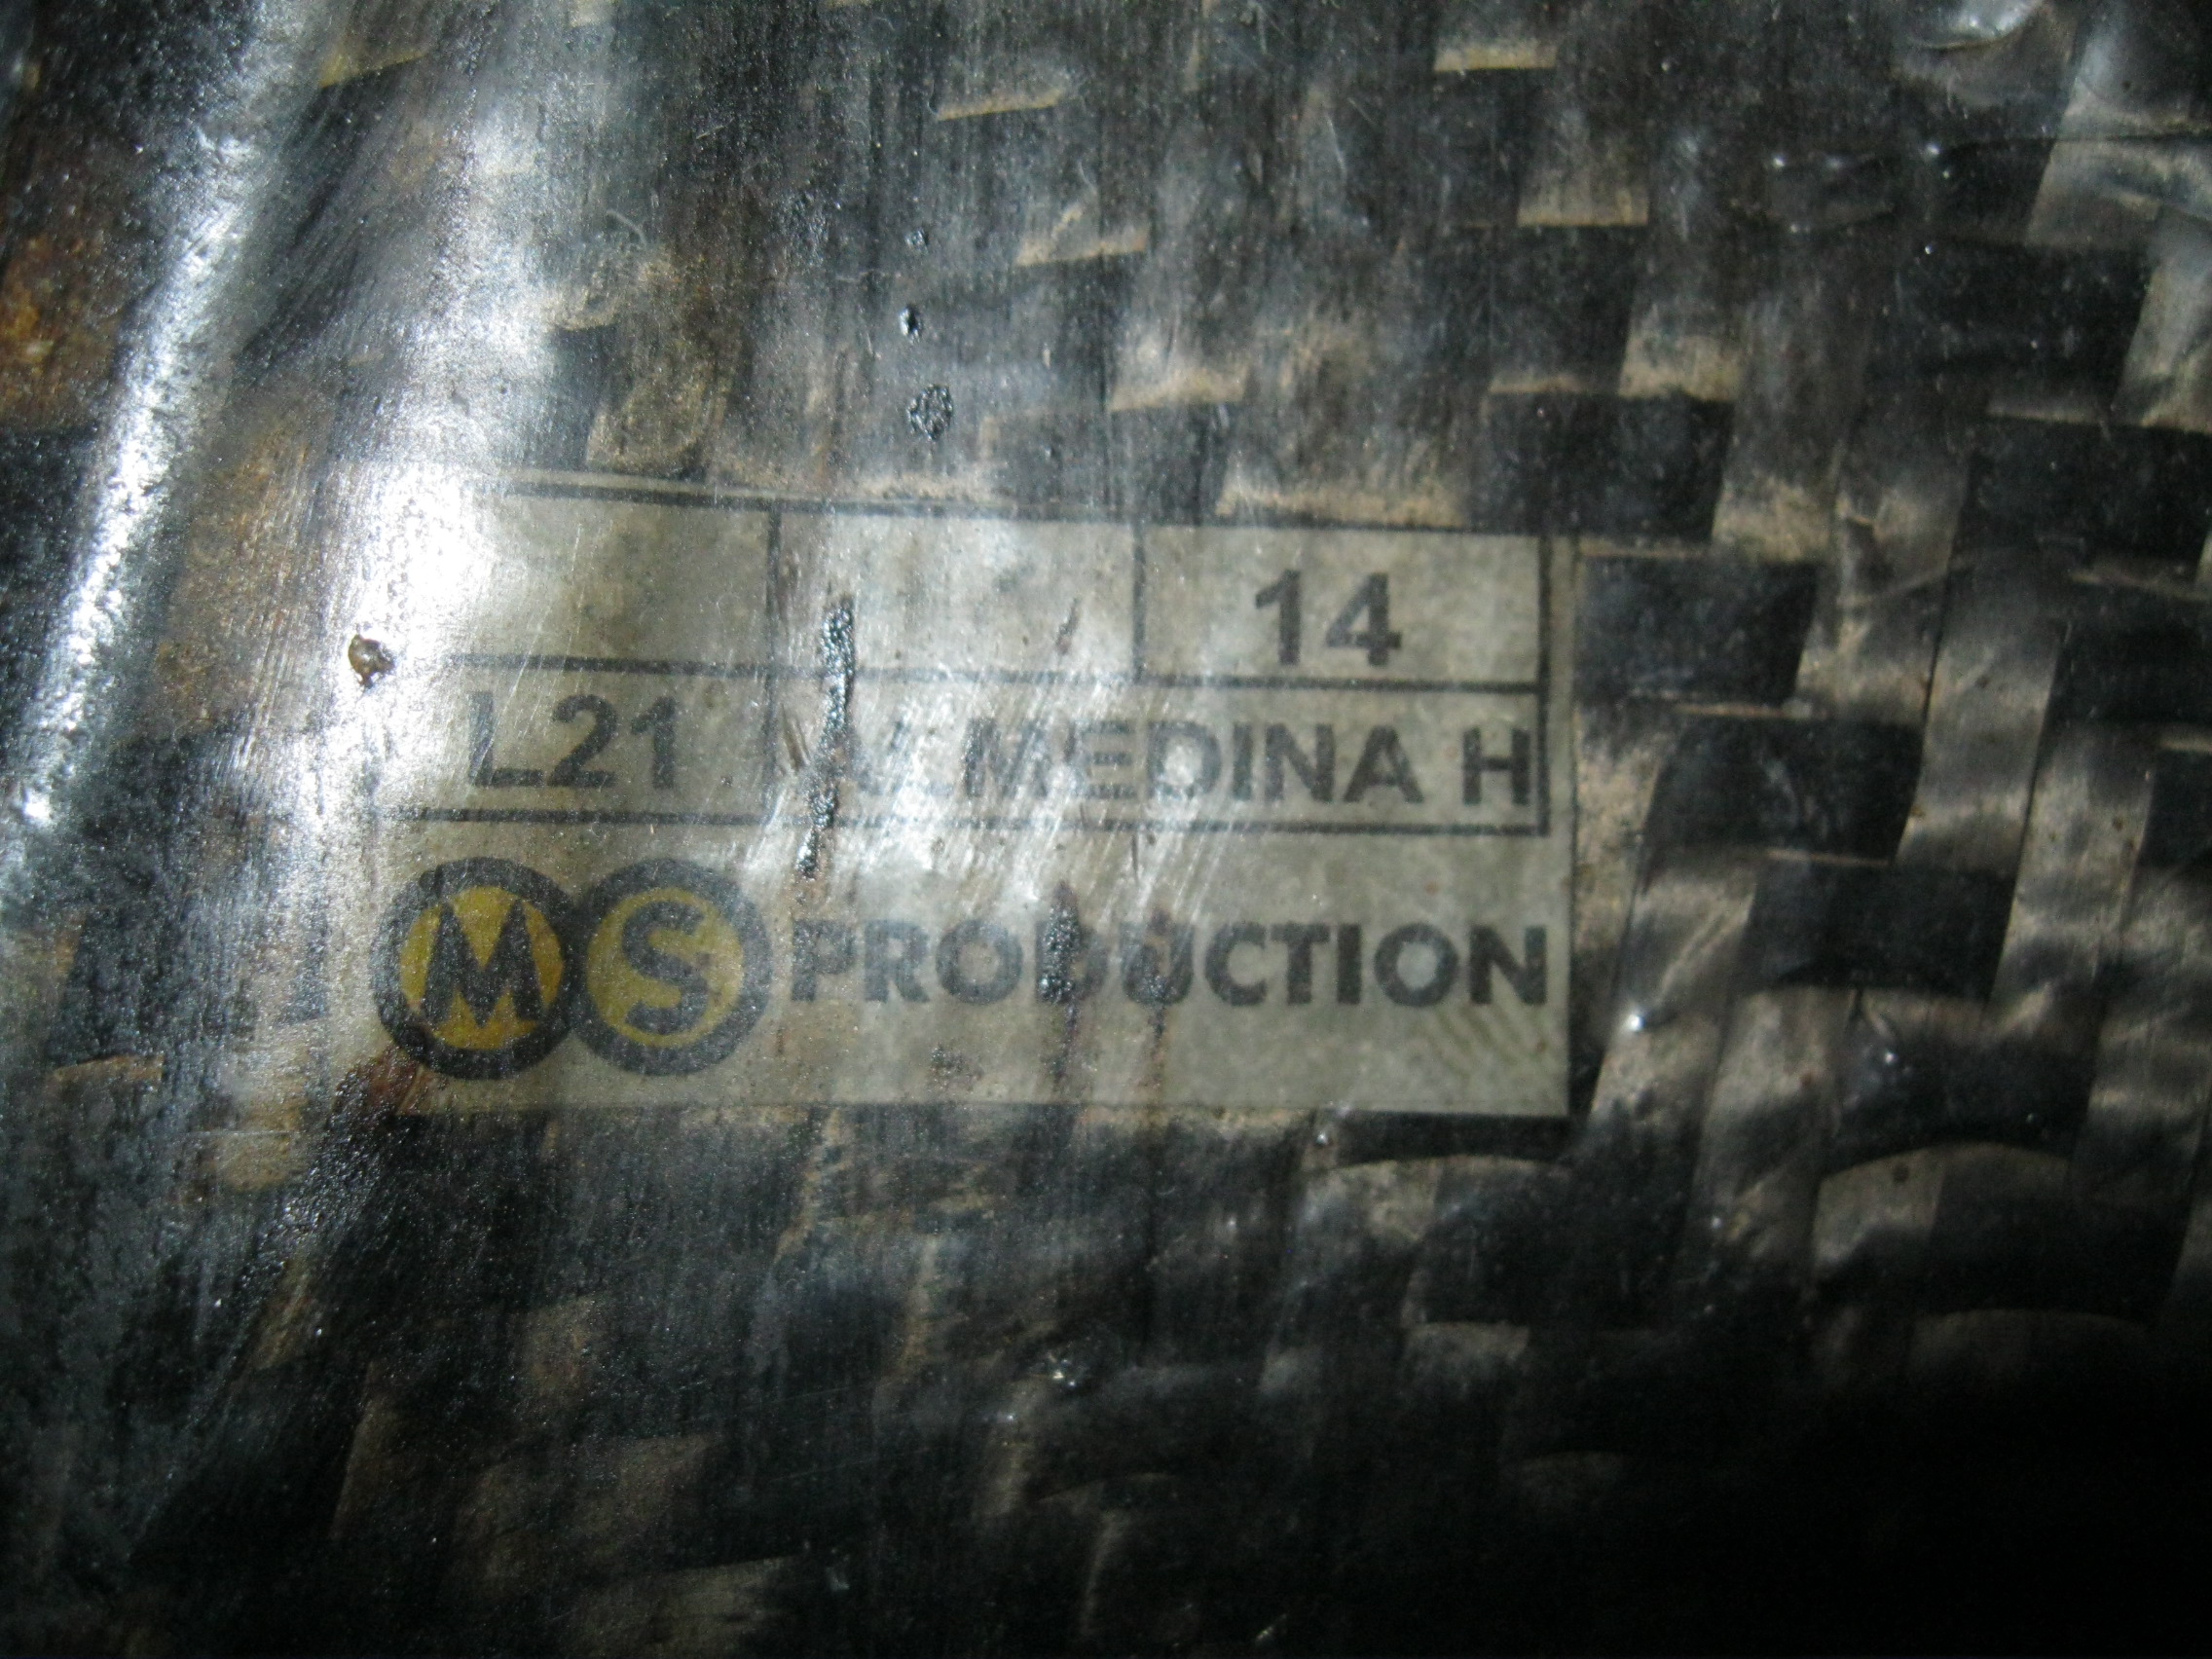 14
L21 MEDINA H
MS PRODUCTION